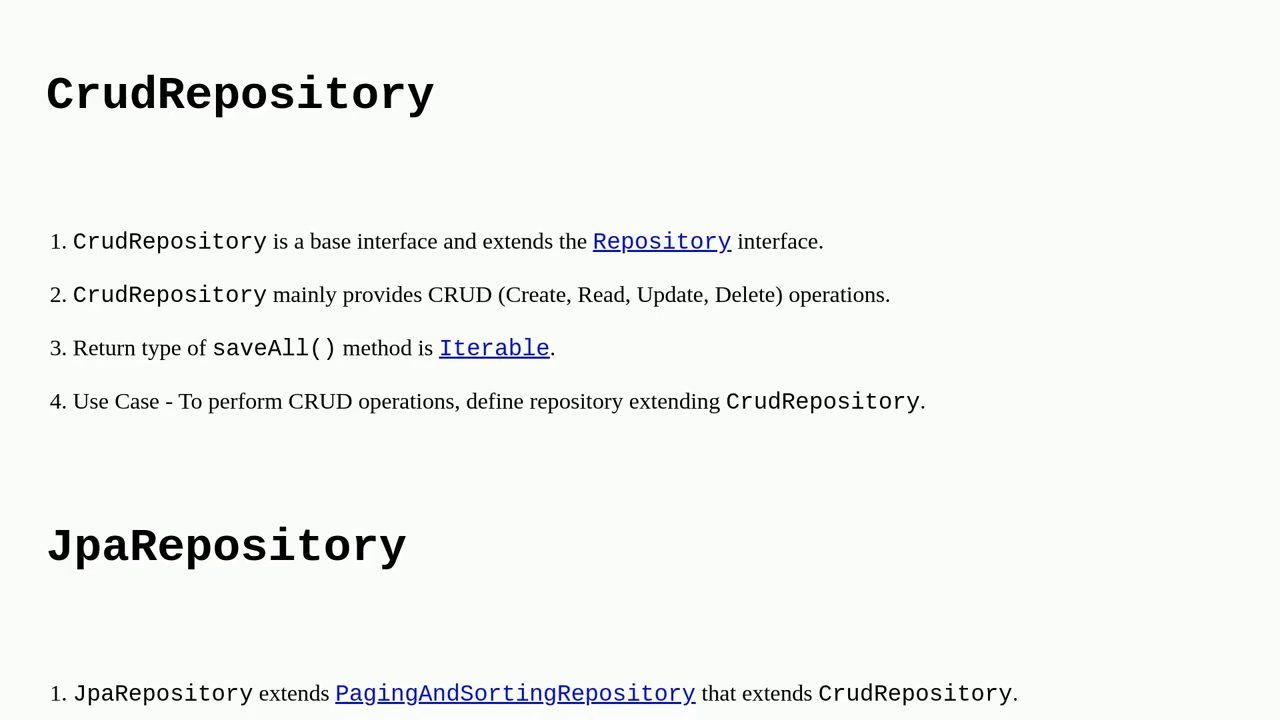 CrudRepository
1. CrudRepository is a base interface and extends the Repository interface.
2. CrudRepository mainly provides CRUD (Create, Read, Update, Delete) operations.
3. Return type of saveAll() method is Iterable.
4. Use Case - To perform CRUD operations, define repository extending CrudRepository.
JpaRepository
1. JpaRepository extends PagingAndSortingRepository that extends CrudRepository.